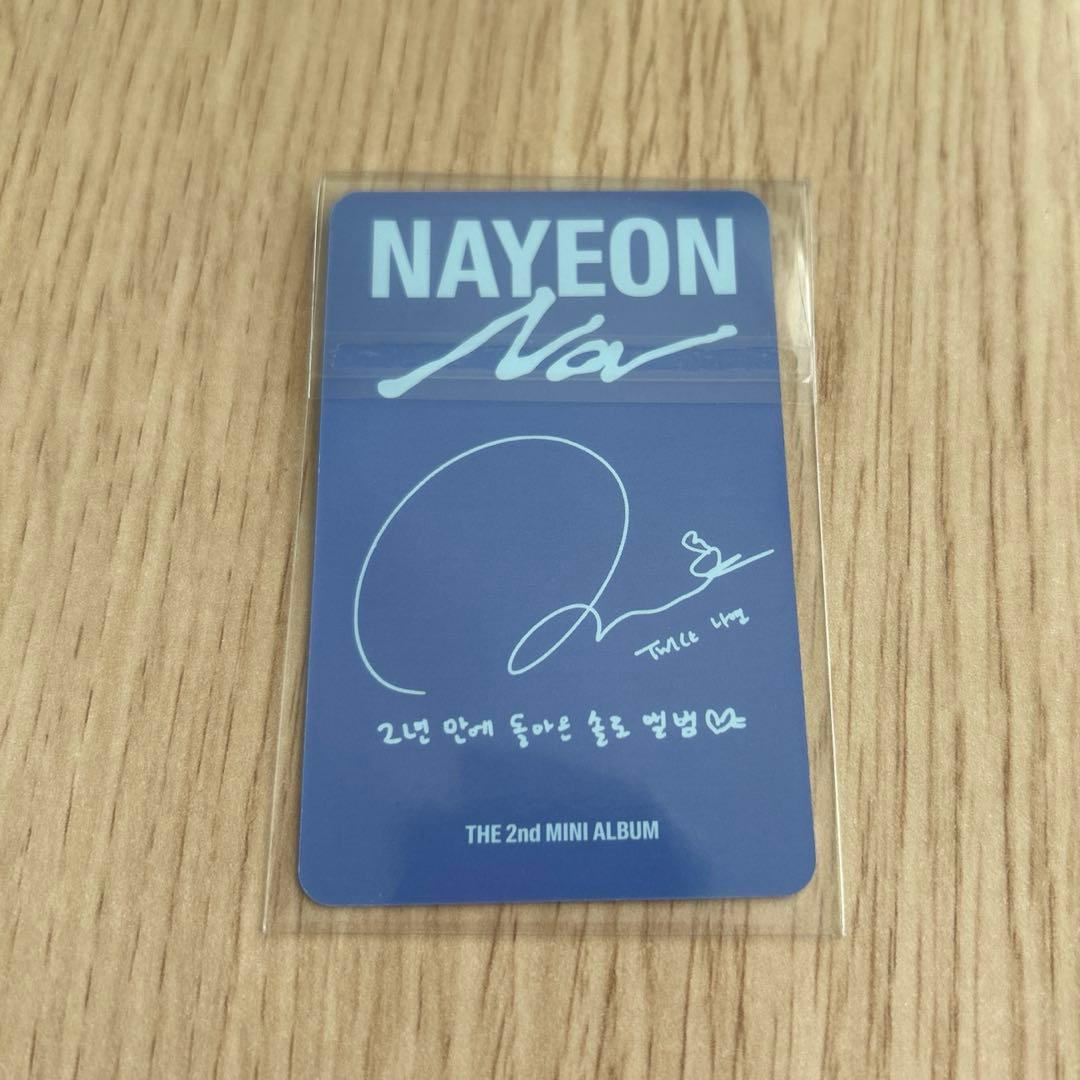 NAYEON
Na
Twice 나연
2년 만에 돌아온 솔로 앨범
THE 2nd MINI ALBUM